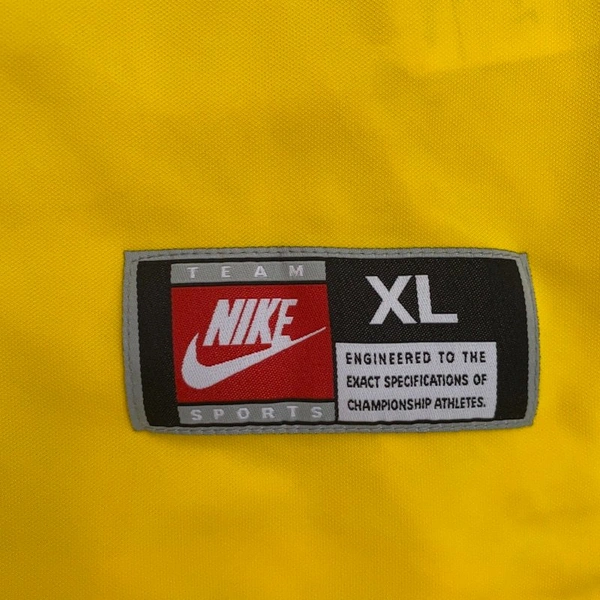 TEAM
NIKE
SPORTS
XL
ENGINEERED TO THE
EXACT SPECIFICATIONS OF
CHAMPIONSHIP ATHLETES.